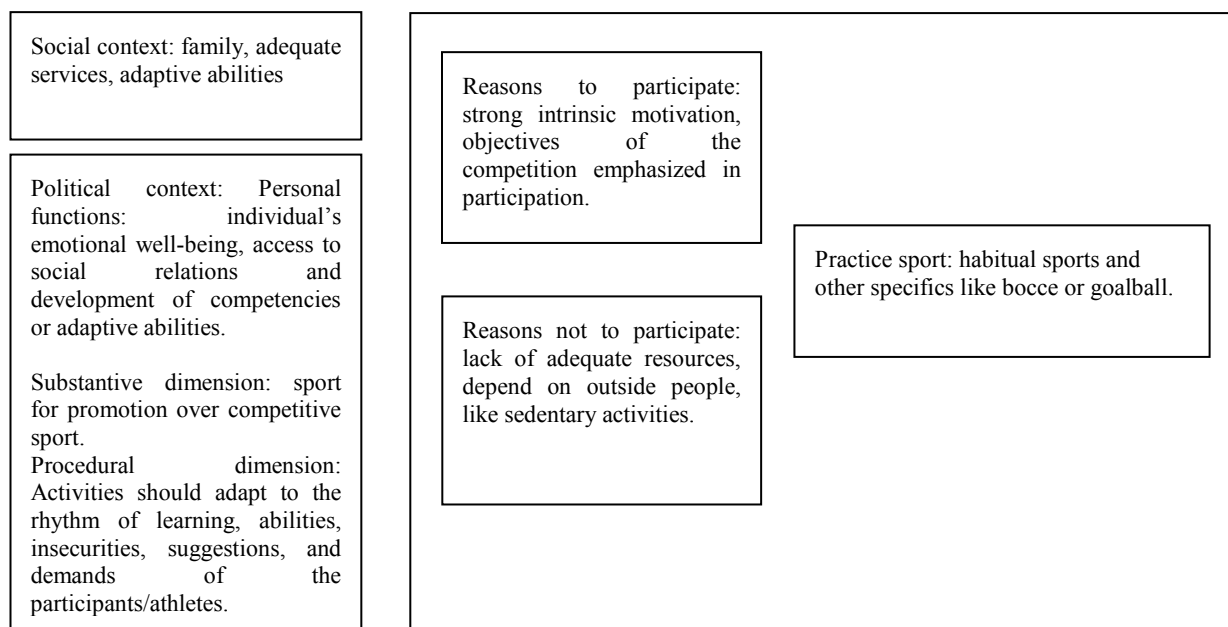 Social context: family, adequate
services, adaptive abilities
Political context: Personal
functions: individual’s
emotional well-being, access to
social relations and
development of competencies
or adaptive abilities.
Substantive dimension: sport
for promotion over competitive
sport.
Procedural dimension:
Activities should adapt to the
rhythm of learning, abilities,
insecurities, suggestions, and
demands of the
participants/athletes.
Reasons to participate:
strong intrinsic motivation,
objectives of the
competition emphasized in
participation.
Reasons not to participate:
lack of adequate resources,
depend on outside people,
like sedentary activities.
Practice sport: habitual sports and
other specifics like bocce or goalball.